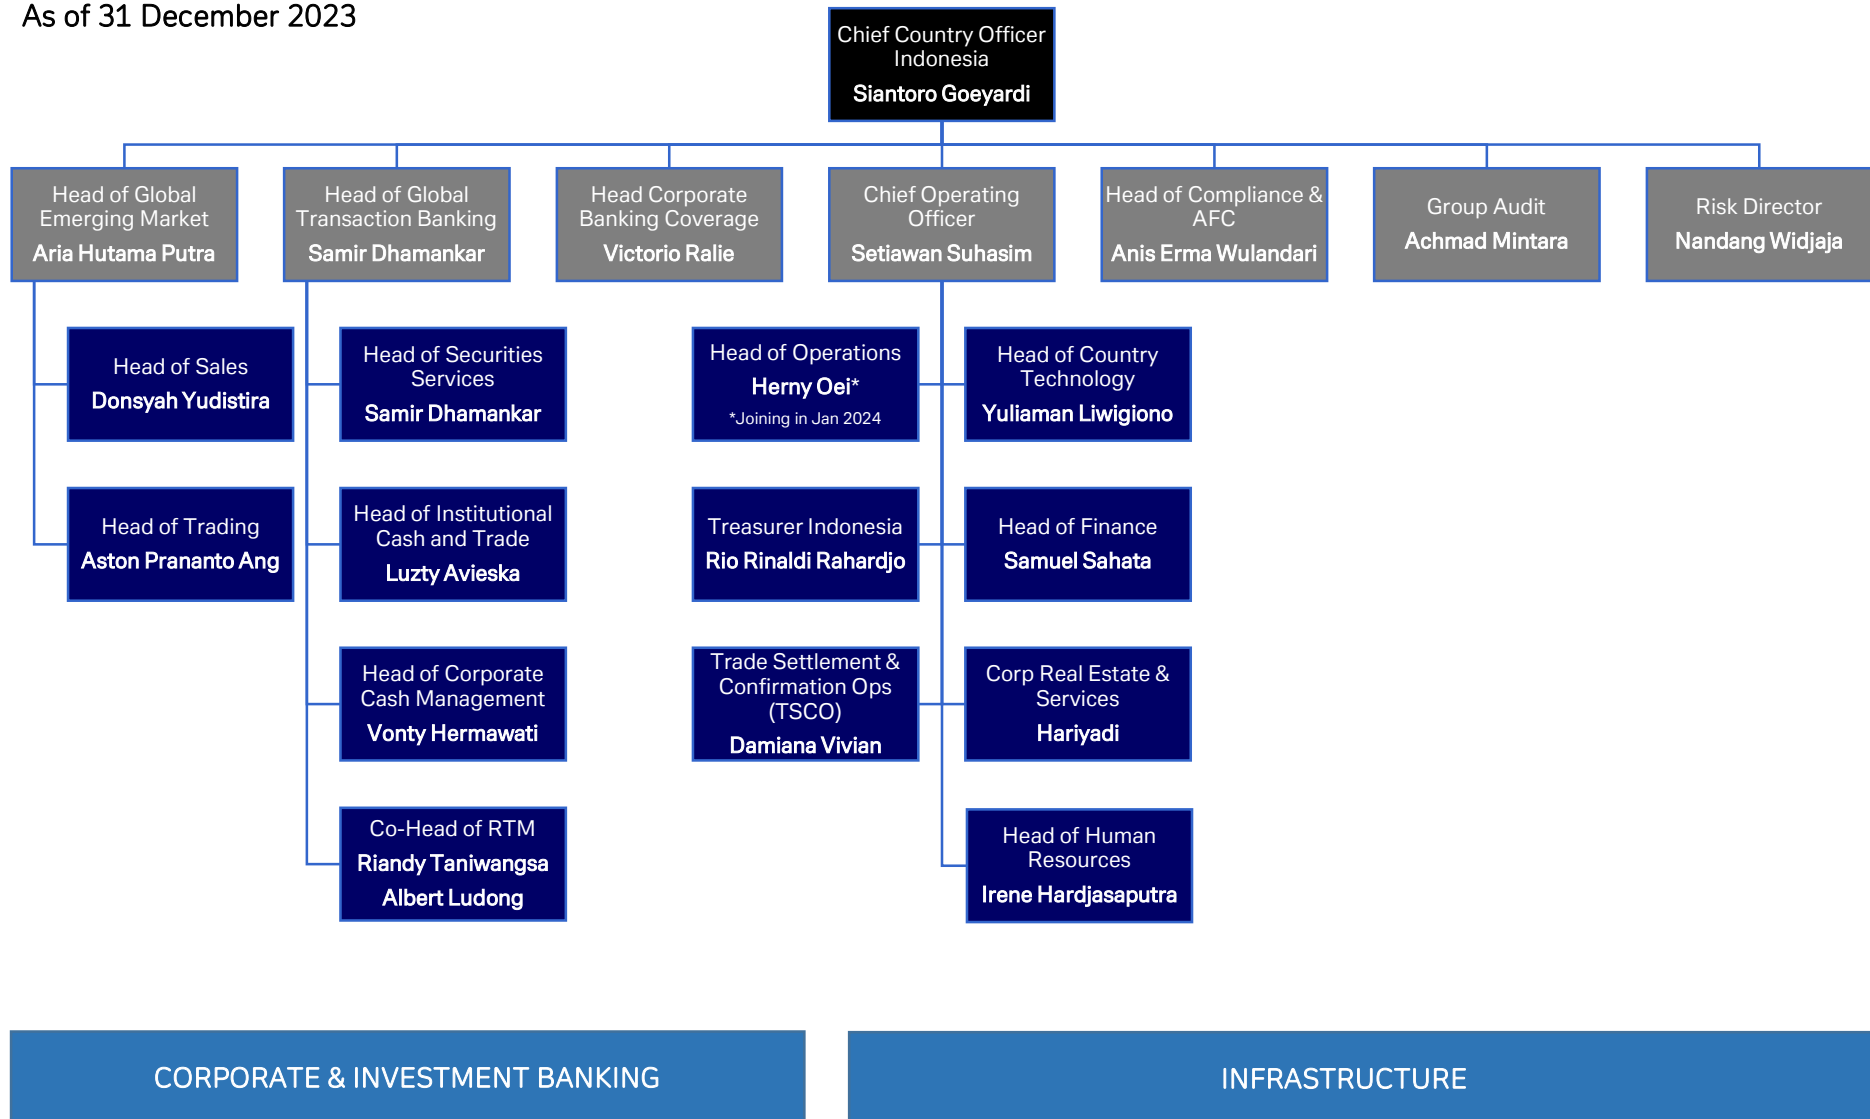 As of 31 December 2023
Chief Country Officer
Indonesia
Siantoro Goeyardi
Head of Global
Emerging Market
Aria Hutama Putra
Head of Global
Transaction Banking
Samir Dhamankar
Head Corporate
Banking Coverage
Victorio Ralie
Chief Operating
Officer
Setiawan Suhasim
Head of Compliance &
AFC
Anis Erma Wulandari
Group Audit
Achmad Mintara
Risk Director
Nandang Widjaja
Head of Sales
Donsyah Yudistira
Head of Securities
Services
Samir Dhamankar
Head of Operations
Herny Oei*
*Joining in Jan 2024
Head of Country
Technology
Yuliaman Liwigiono
Head of Trading
Aston Prananto Ang
Head of Institutional
Cash and Trade
Luzty Avieska
Treasurer Indonesia
Rio Rinaldi Rahardjo
Head of Finance
Samuel Sahata
Head of Corporate
Cash Management
Vonty Hermawati
Trade Settlement &
Confirmation Ops
(TSCO)
Damiana Vivian
Corp Real Estate &
Services
Hariyadi
Co-Head of RTM
Riandy Taniwangsa
Albert Ludong
Head of Human
Resources
Irene Hardjasaputra
CORPORATE & INVESTMENT BANKING
INFRASTRUCTURE